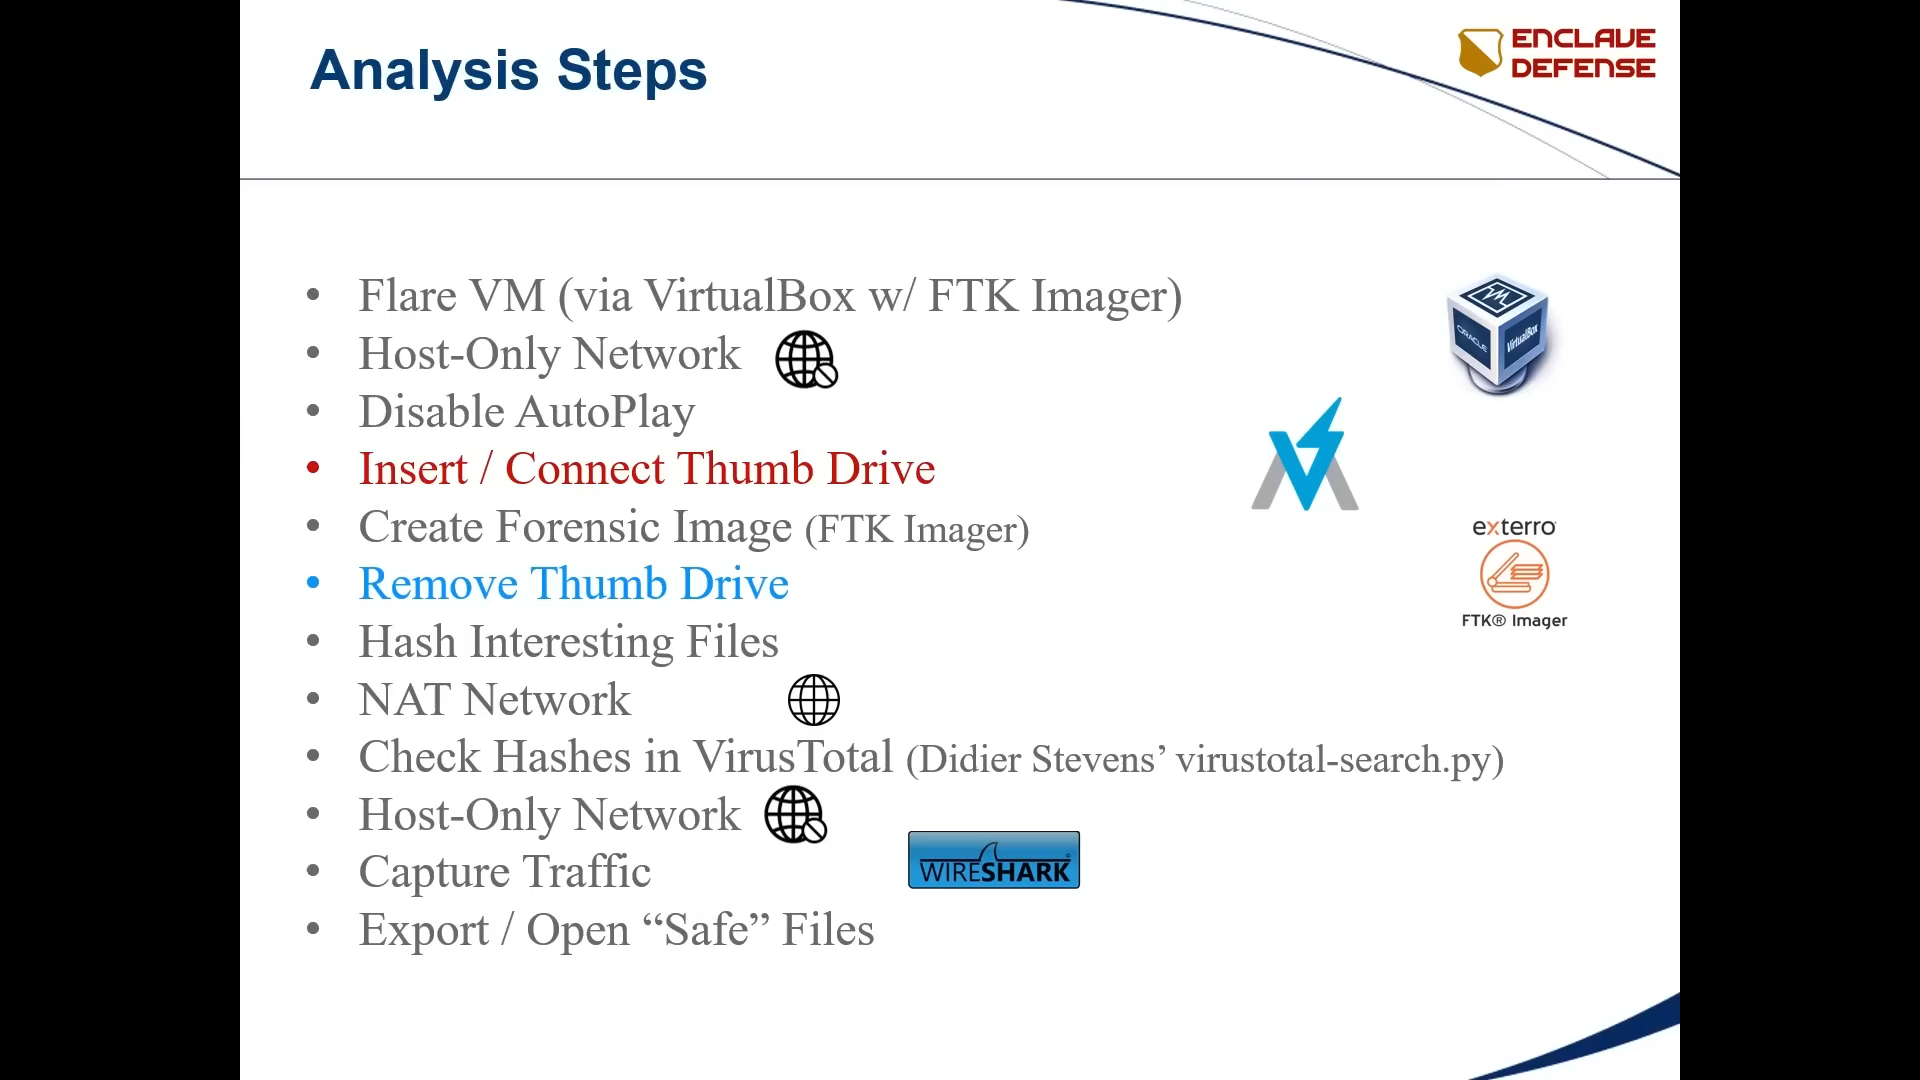 Analysis Steps
ENCLAVE
DEFENSE
• Flare VM (via VirtualBox w/ FTK Imager)
• Host-Only Network
• Disable AutoPlay
• Insert / Connect Thumb Drive
• Create Forensic Image (FTK Imager)
• Remove Thumb Drive
• Hash Interesting Files
• NAT Network
• Check Hashes in VirusTotal (Didier Stevens’ virustotal-search.py)
• Host-Only Network
• Capture Traffic
• Export / Open “Safe” Files
ORACLE
VirtualBox
exterro
FTK® Imager
WIRESHARK